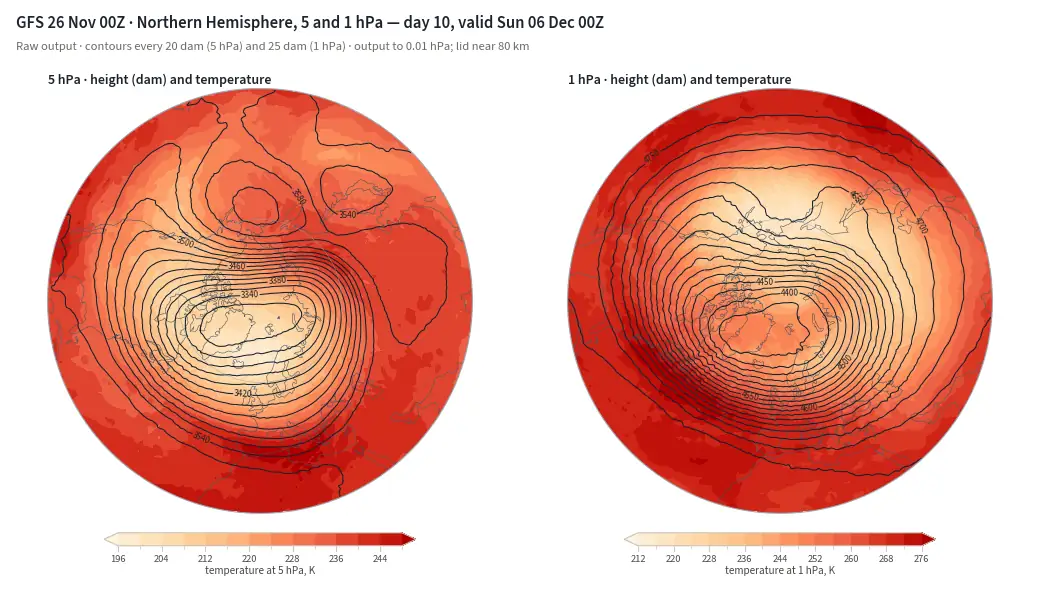 GFS 26 Nov 00Z · Northern Hemisphere, 5 and 1 hPa — day 10, valid Sun 06 Dec 00Z
Raw output · contours every 20 dam (5 hPa) and 25 dam (1 hPa) · output to 0.01 hPa; lid near 80 km
5 hPa · height (dam) and temperature
1 hPa · height (dam) and temperature
3580
3540
3500
3460
3380
3340
3420
3540
4750
4550
4700
4450
4400
4500
4650
4600
196 204 212 220 228 236 244
temperature at 5 hPa, K
212 220 228 236 244 252 260 268 276
temperature at 1 hPa, K